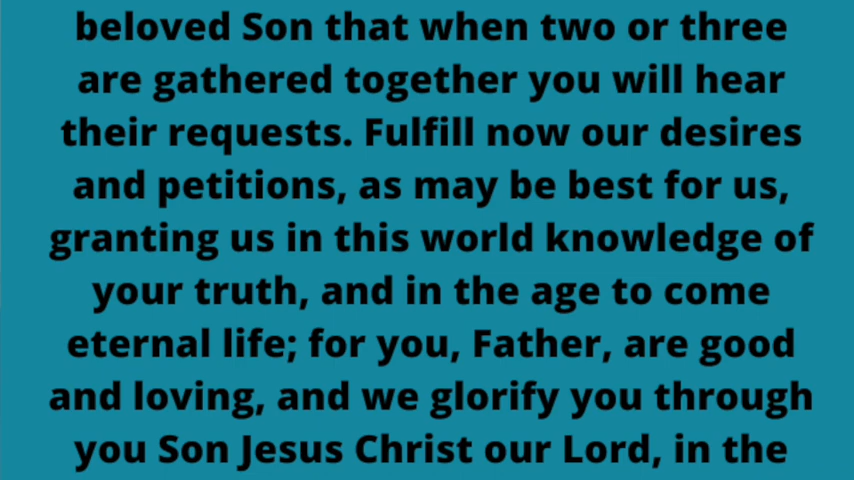 beloved Son that when two or three
are gathered together you will hear
their requests. Fulfill now our desires
and petitions, as may be best for us,
granting us in this world knowledge of
your truth, and in the age to come
eternal life; for you, Father, are good
and loving, and we glorify you through
you Son Jesus Christ our Lord, in the